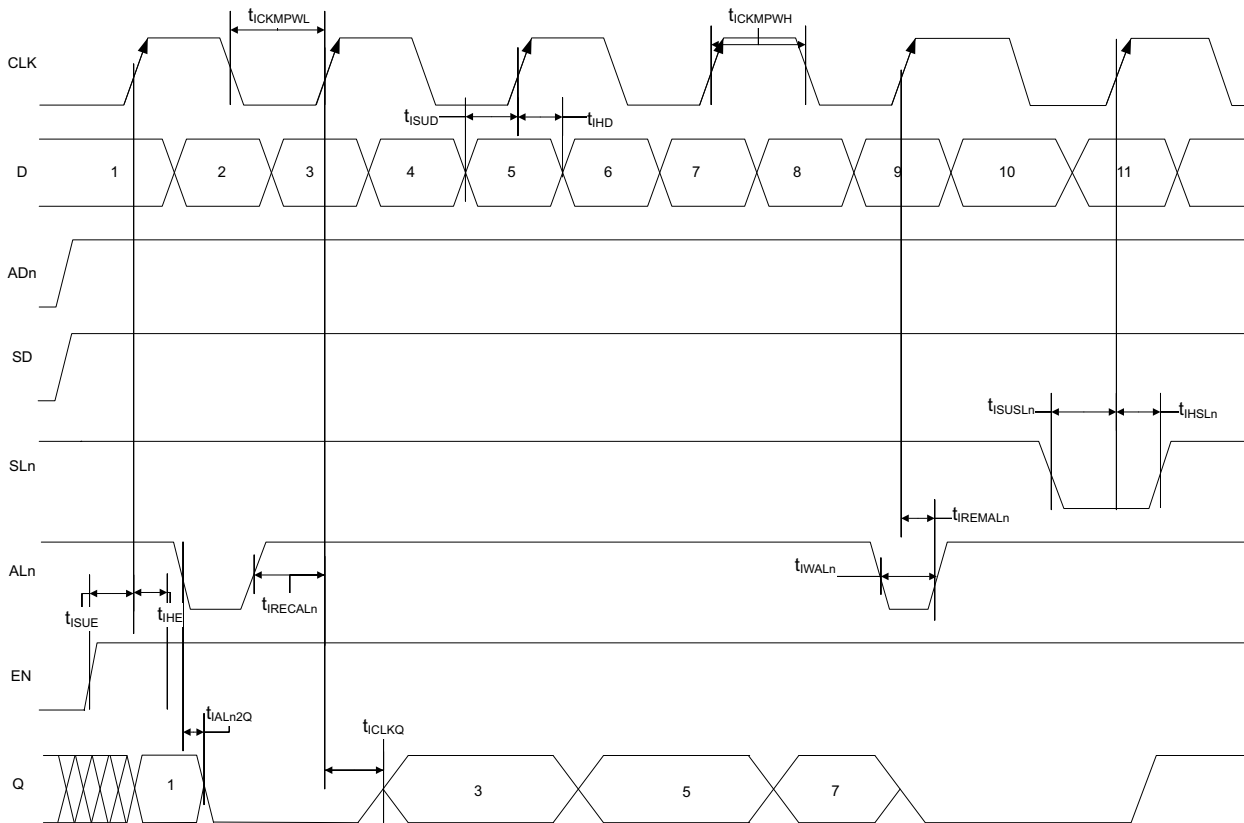 tICKMPWL
tICKMPWH
CLK
tISUD
tIHD
D
1
2
3
4
5
6
7
8
9
10
11
ADn
SD
tISUSLn
tIHSLn
SLn
tIREMALn
ALn
tIWALn
tISUE
tIHE
tIRECALn
EN
tIALn2Q
tICLKQ
Q
1
3
5
7